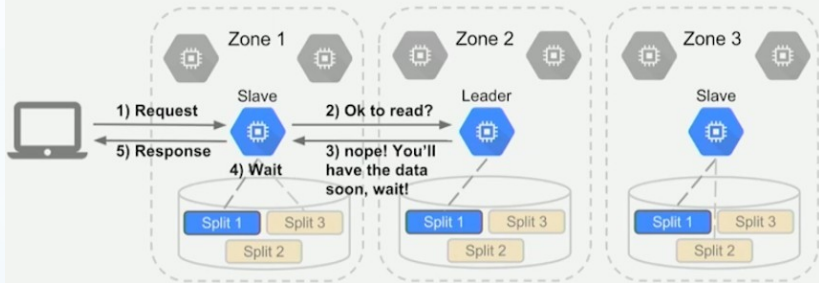 Zone 1
Zone 2
Zone 3
Slave
Leader
Slave
1) Request
2) Ok to read?
5) Response
4) Wait
3) nope! You'll
have the data
soon, wait!
Split 1
Split 3
Split 2
Split 1
Split 3
Split 2
Split 1
Split 3
Split 2